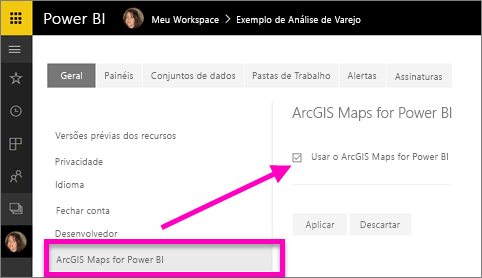 Power BI Meu Workspace > Exemplo de Análise de Varejo
Geral Painéis Conjuntos de dados Pastas de Trabalho Alertas Assinaturas
Versões prévias dos recursos
Privacidade
Idioma
Fechar conta
Desenvolvedor
ArcGIS Maps for Power BI
ArcGIS Maps for Power BI
Usar o ArcGIS Maps for Power BI
Aplicar Descartar